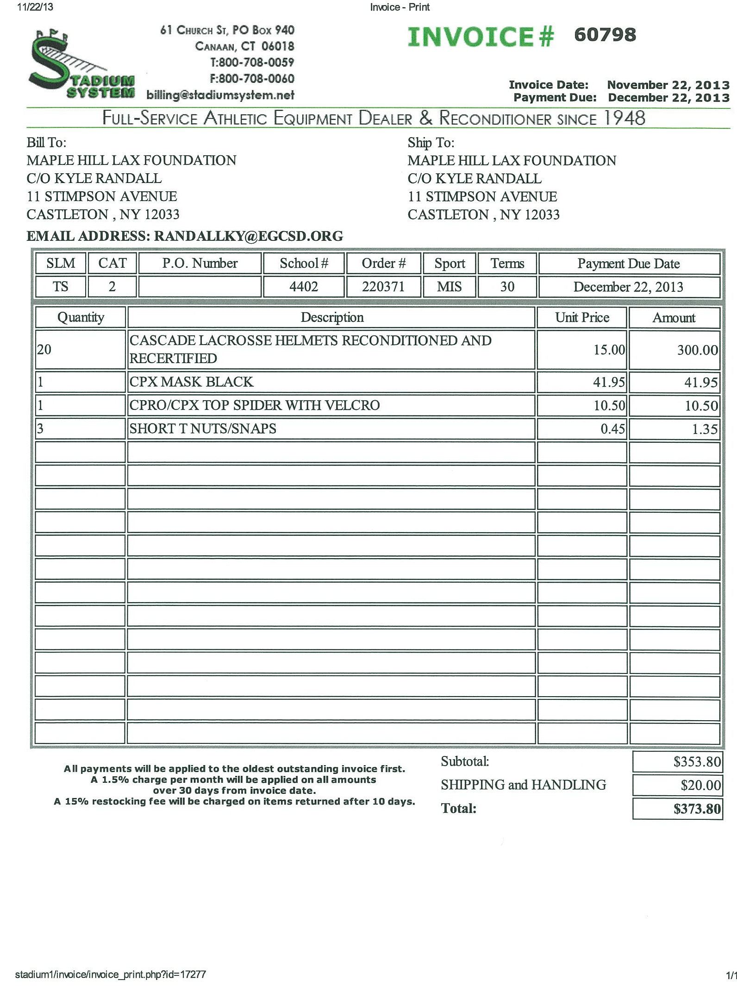 11/22/13 Invoice - Print
STADIUM
SYSTEM
61 CHURCH ST, PO BOX 940
CANAAN, CT 06018
T:800-708-0059
F:800-708-0060
billing@stadiumsystem.net
INVOICE# 60798
Invoice Date: November 22, 2013
Payment Due: December 22, 2013
FULL-SERVICE ATHLETIC EQUIPMENT DEALER & RECONDITIONER SINCE 1948
Bill To:
MAPLE HILL LAX FOUNDATION
C/O KYLE RANDALL
11 STIMPSON AVENUE
CASTLETON , NY 12033
Ship To:
MAPLE HILL LAX FOUNDATION
C/O KYLE RANDALL
11 STIMPSON AVENUE
CASTLETON , NY 12033
EMAIL ADDRESS: RANDALLKY@EGCSD.ORG
SLM CAT P.O. Number School # Order # Sport Terms Payment Due Date
TS 2 4402 220371 MIS 30 December 22, 2013
Quantity Description Unit Price Amount
20 CASCADE LACROSSE HELMETS RECONDITIONED AND
RECERTIFIED 15.00 300.00
1 CPX MASK BLACK 41.95 41.95
1 CPRO/CPX TOP SPIDER WITH VELCRO 10.50 10.50
3 SHORT T NUTS/SNAPS 0.45 1.35
All payments will be applied to the oldest outstanding invoice first.
A 1.5% charge per month will be applied on all amounts
over 30 days from invoice date.
A 15% restocking fee will be charged on items returned after 10 days.
Subtotal: $353.80
SHIPPING and HANDLING $20.00
Total: $373.80
stadium1/invoice/invoice_print.php?id=17277 1/1